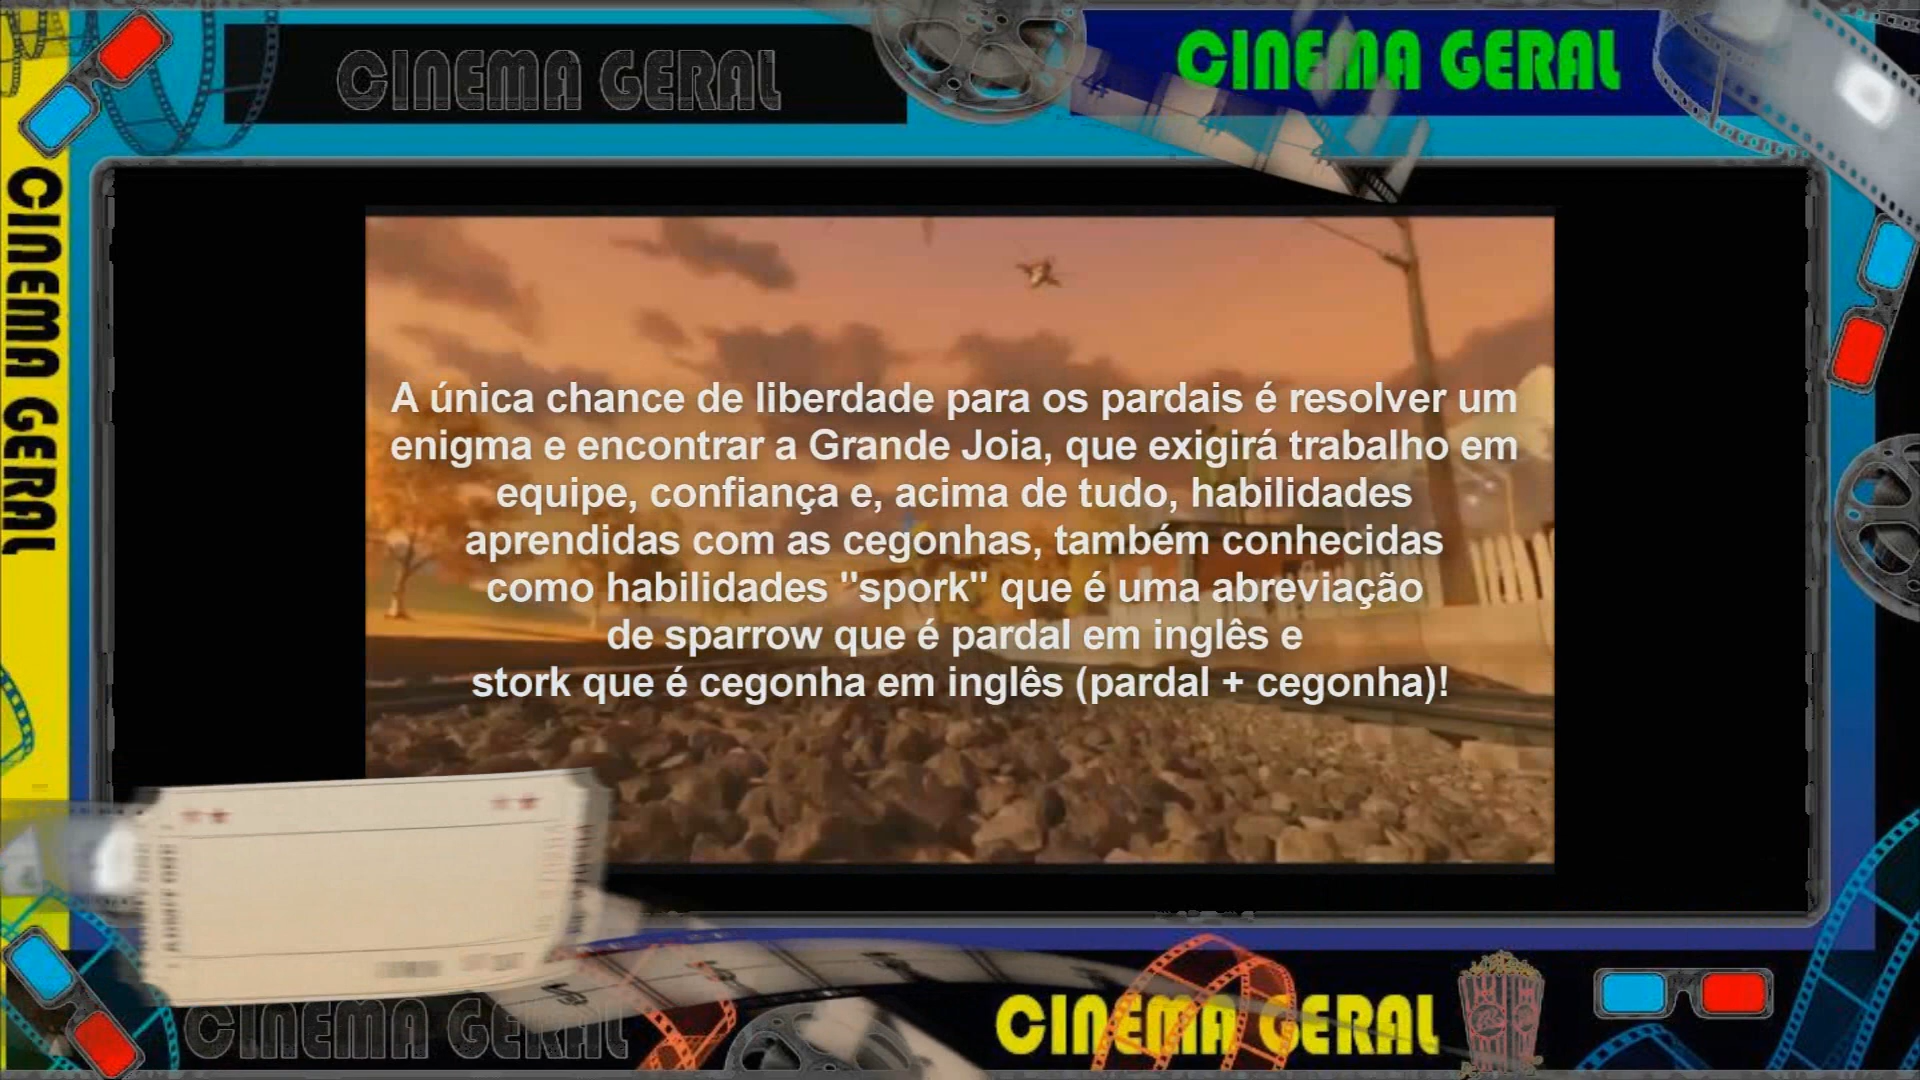 CINEMA GERAL
CINEMA GERAL
CINEMA GERAL
A única chance de liberdade para os pardais é resolver um
enigma e encontrar a Grande Joia, que exigirá trabalho em
equipe, confiança e, acima de tudo, habilidades
aprendidas com as cegonhas, também conhecidas
como habilidades "spork" que é uma abreviação
de sparrow que é pardal em inglês e
stork que é cegonha em inglês (pardal + cegonha)!
CINEMA GERAL
CINEMA GERAL